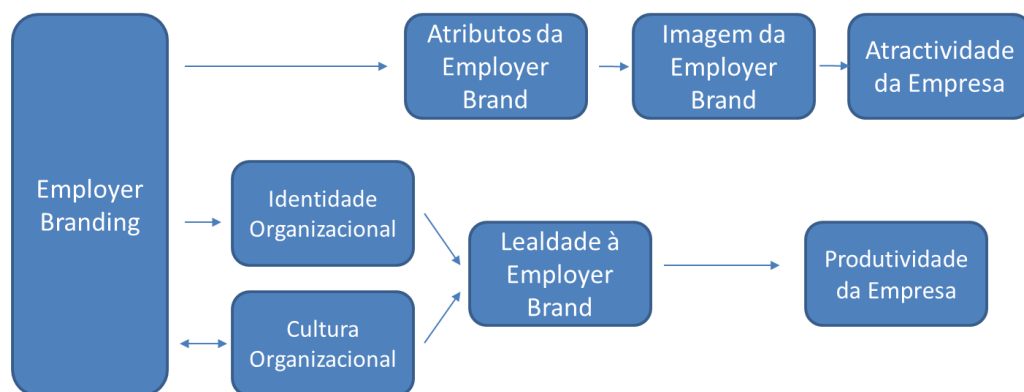 Employer
Branding
Atributos da
Employer
Brand
Imagem da
Employer
Brand
Atractividade
da Empresa
Identidade
Organizacional
Cultura
Organizacional
Lealdade à
Employer
Brand
Produtividade
da Empresa